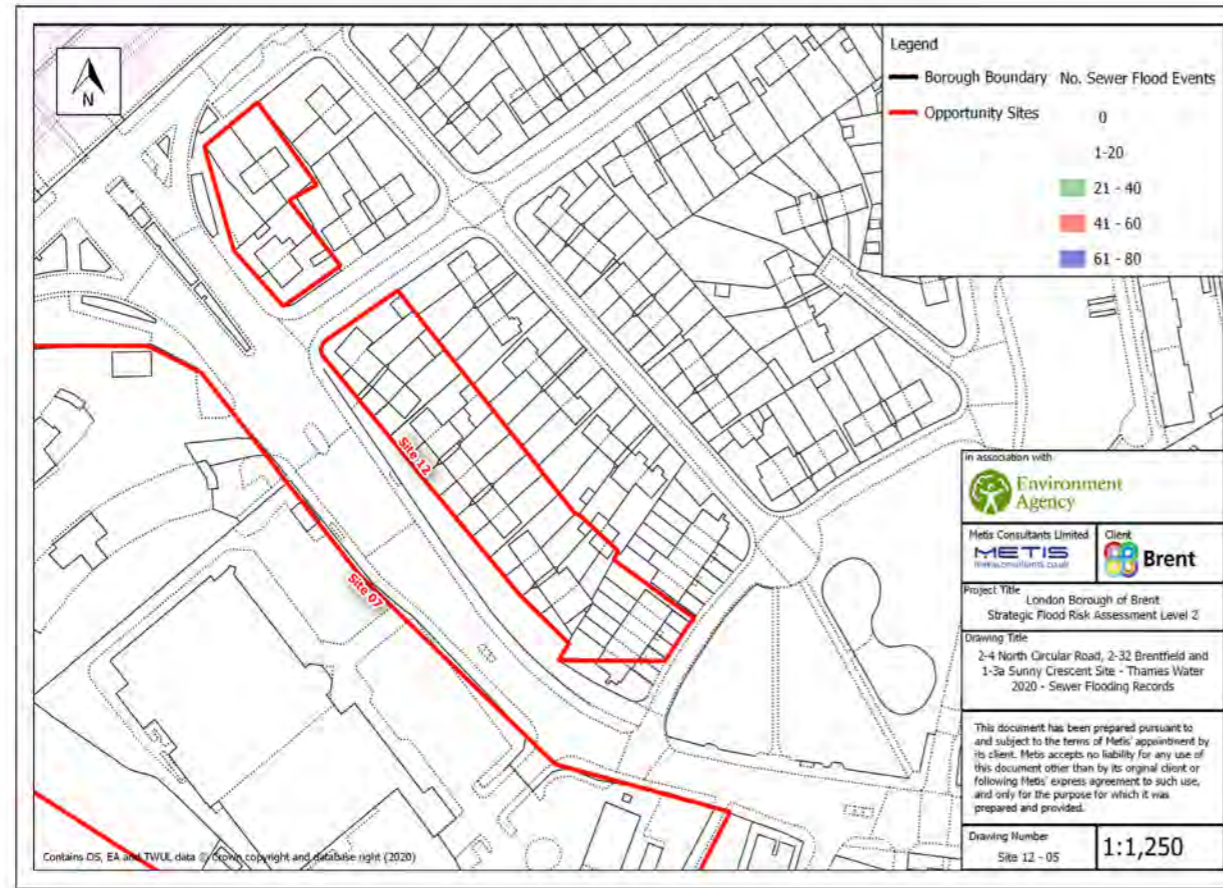 N
Legend
Borough Boundary No. Sewer Flood Events
Opportunity Sites
0
1-20
21 - 40
41 - 60
61 - 80
Site 12
Site 07
in association with
Environment
Agency
Metis Consultants Limited
METIS
metisconsultants.co.uk
Client
Brent
Project Title
London Borough of Brent
Strategic Flood Risk Assessment Level 2
Drawing Title
2-4 North Circular Road, 2-32 Brentfield and
1-3a Sunny Crescent Site - Thames Water
2020 - Sewer Flooding Records
This document has been prepared pursuant to
and subject to the terms of Metis' appointment by
its client. Metis accepts no liability for any use of
this document other than by its orginal client or
following Metis' express agreement to such use,
and only for the purpose for which it was
prepared and provided.
Drawing Number
Site 12 - 05
1:1,250
Contains OS, EA and TWUL data © Crown copyright and database right (2020)